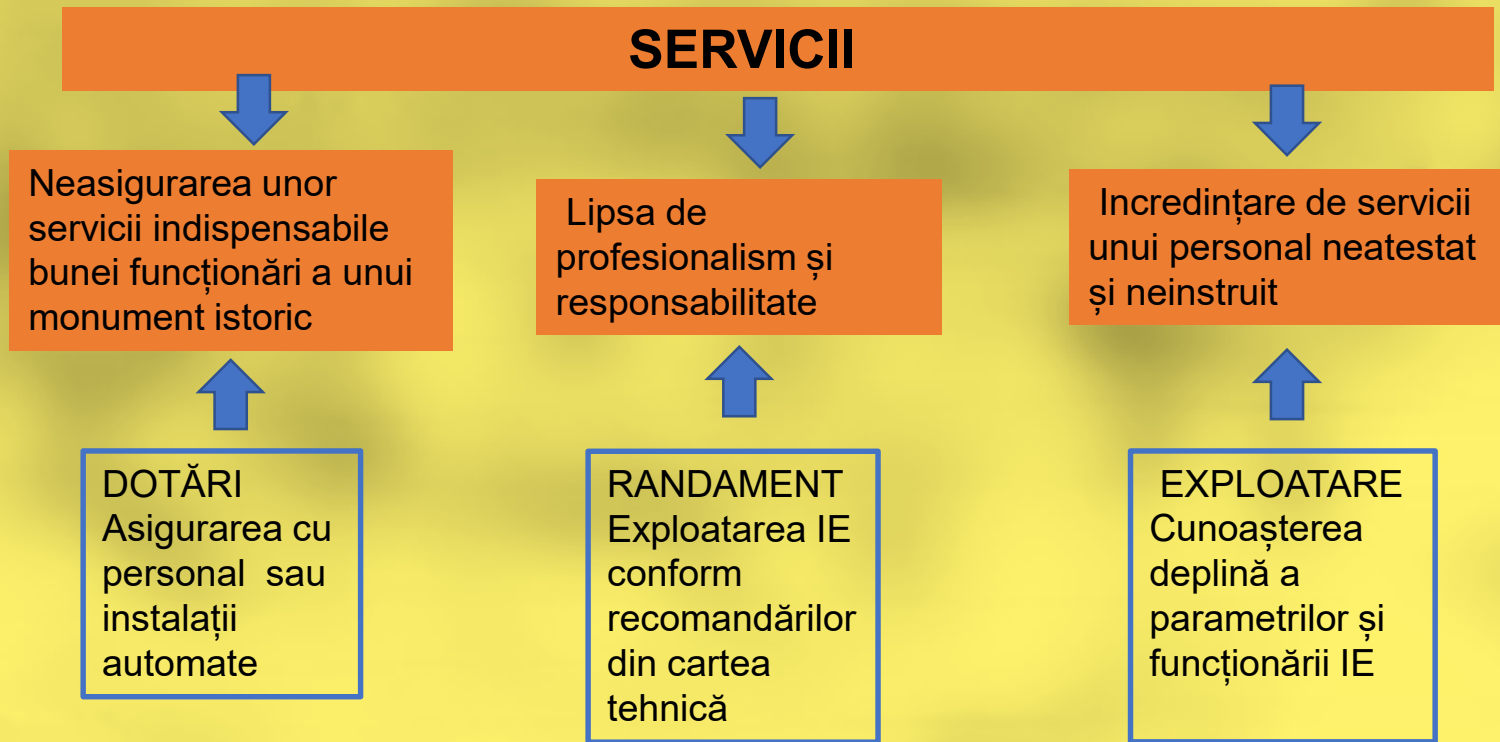 SERVICII
Neasigurarea unor
servicii indispensabile
bunei funcționări a unui
monument istoric
Lipsa de
profesionalism și
responsabilitate
Incredințare de servicii
unui personal neatestat
și neinstruit
DOTĂRI
Asigurarea cu
personal sau
instalații
automate
RANDAMENT
Exploatarea IE
conform
recomandărilor
din cartea
tehnică
EXPLOATARE
Cunoașterea
deplină a
parametrilor și
funcționării IE